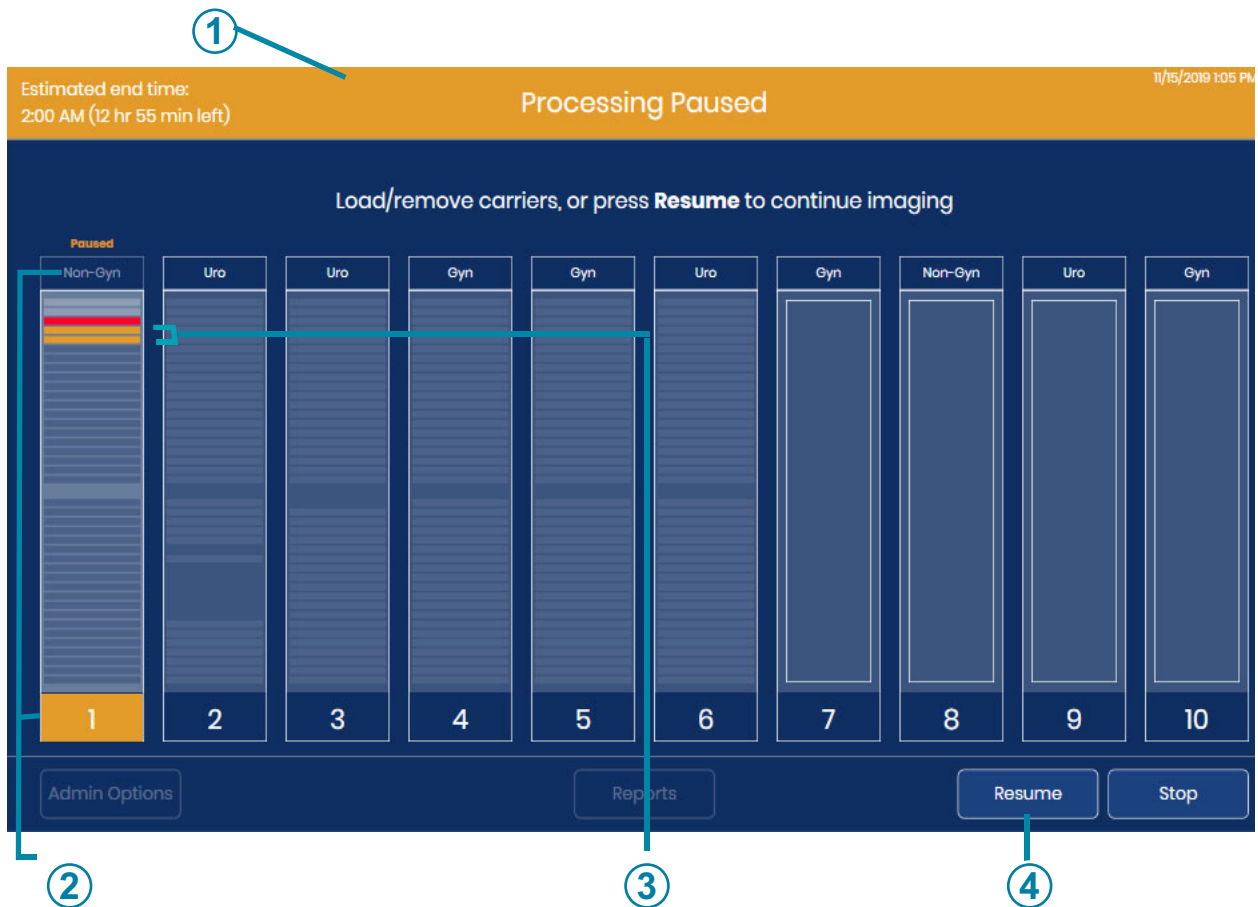 1
Estimated end time:
2:00 AM (12 hr 55 min left)
Processing Paused
11/15/2019 1:05 PM
Load/remove carriers, or press Resume to continue imaging
Paused
Non-Gyn Uro Uro Gyn Gyn Uro Gyn Non-Gyn Uro Gyn
1 2 3 4 5 6 7 8 9 10
Admin Options Reports Resume Stop
2 3 4